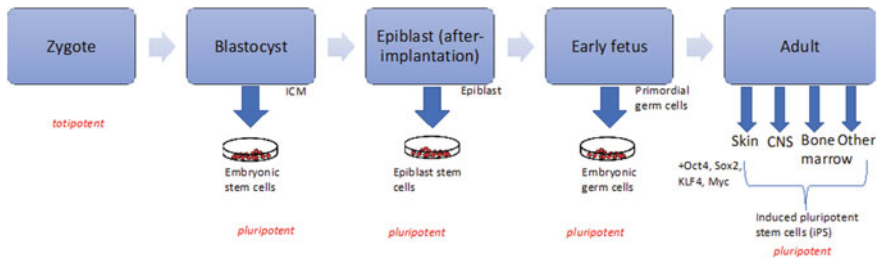 Zygote
Blastocyst
Epiblast (after-
implantation)
Early fetus
Adult
ICM
Epiblast
Primordial
germ cells
totipotent
Embryonic
stem cells
Epiblast stem
cells
Embryonic
germ cells
Skin CNS Bone Other
marrow
+Oct4, Sox2,
KLF4, Myc
Induced pluripotent
stem cells (iPS)
pluripotent
pluripotent
pluripotent
pluripotent